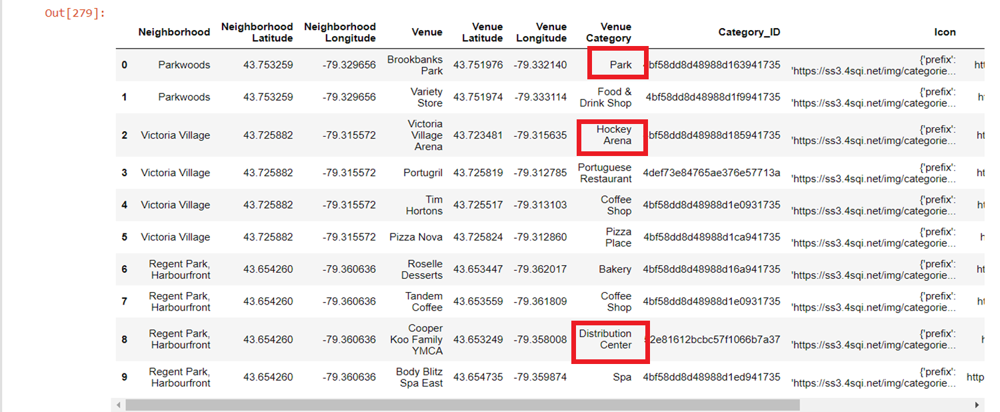 Out[279]:
Neighborhood Neighborhood Latitude Neighborhood Longitude Venue Venue Latitude Venue Longitude Venue Category Category_ID Icon
0 Parkwoods 43.753259 -79.329656 Brookbanks Park 43.751976 -79.332140 Park bf58dd8d48988d163941735 {'prefix': 'https://ss3.4sqi.net/img/categorie... htt
1 Parkwoods 43.753259 -79.329656 Variety Store 43.751974 -79.333114 Food & Drink Shop 4bf58dd8d48988d1f9941735 {'prefix': 'https://ss3.4sqi.net/img/categorie... h
2 Victoria Village 43.725882 -79.315572 Victoria Village Arena 43.723481 -79.315635 Hockey Arena bf58dd8d48988d185941735 {'prefix': 'https://ss3.4sqi.net/img/categorie... ht
3 Victoria Village 43.725882 -79.315572 Portugril 43.725819 -79.312785 Portuguese Restaurant 4def73e84765ae376e57713a {'prefix': 'https://ss3.4sqi.net/img/categorie... ht
4 Victoria Village 43.725882 -79.315572 Tim Hortons 43.725517 -79.313103 Coffee Shop 4bf58dd8d48988d1e0931735 {'prefix': 'https://ss3.4sqi.net/img/categorie... ht
5 Victoria Village 43.725882 -79.315572 Pizza Nova 43.725824 -79.312860 Pizza Place 4bf58dd8d48988d1ca941735 {'prefix': 'https://ss3.4sqi.net/img/categorie... h
6 Regent Park, Harbourfront 43.654260 -79.360636 Roselle Desserts 43.653447 -79.362017 Bakery 4bf58dd8d48988d16a941735 {'prefix': 'https://ss3.4sqi.net/img/categorie... ht
7 Regent Park, Harbourfront 43.654260 -79.360636 Tandem Coffee 43.653559 -79.361809 Coffee Shop 4bf58dd8d48988d1e0931735 {'prefix': 'https://ss3.4sqi.net/img/categorie... ht
8 Regent Park, Harbourfront 43.654260 -79.360636 Cooper Koo Family YMCA 43.653249 -79.358008 Distribution Center 2e81612bcbc57f1066b7a37 {'prefix': 'https://ss3.4sqi.net/img/categorie... h
9 Regent Park, Harbourfront 43.654260 -79.360636 Body Blitz Spa East 43.654735 -79.359874 Spa 4bf58dd8d48988d1ed941735 {'prefix': 'https://ss3.4sqi.net/img/categorie... http